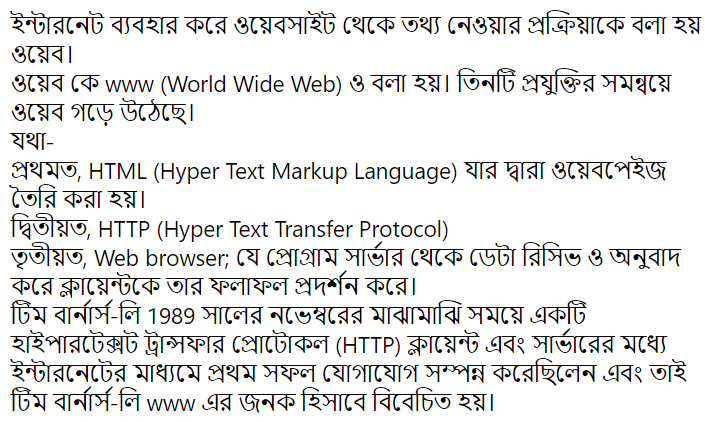 ইন্টারনেট ব্যবহার করে ওয়েবসাইট থেকে তথ্য নেওয়ার প্রক্রিয়াকে বলা হয়
ওয়েব।
ওয়েব কে www (World Wide Web) ও বলা হয়। তিনটি প্রযুক্তির সমন্বয়ে
ওয়েব গড়ে উঠেছে।
যথা-
প্রথমত, HTML (Hyper Text Markup Language) যার দ্বারা ওয়েবপেইজ
তৈরি করা হয়।
দ্বিতীয়ত, HTTP (Hyper Text Transfer Protocol)
তৃতীয়ত, Web browser; যে প্রোগ্রাম সার্ভার থেকে ডেটা রিসিভ ও অনুবাদ
করে ক্লায়েন্টকে তার ফলাফল প্রদর্শন করে।
টিম বার্নার্স-লি 1989 সালের নভেম্বরের মাঝামাঝি সময়ে একটি
হাইপারটেক্সট ট্রান্সফার প্রোটোকল (HTTP) ক্লায়েন্ট এবং সার্ভারের মধ্যে
ইন্টারনেটের মাধ্যমে প্রথম সফল যোগাযোগ সম্পন্ন করেছিলেন এবং তাই
টিম বার্নার্স-লি www এর জনক হিসাবে বিবেচিত হয়।